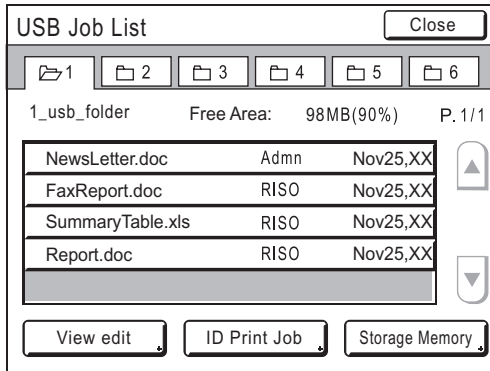 USB Job List Close
1 2 3 4 5 6
1_usb_folder Free Area: 98MB(90%) P.1/1
NewsLetter.doc Admn Nov25,XX
FaxReport.doc RISO Nov25,XX
SummaryTable.xls RISO Nov25,XX
Report.doc RISO Nov25,XX
View edit ID Print Job Storage Memory